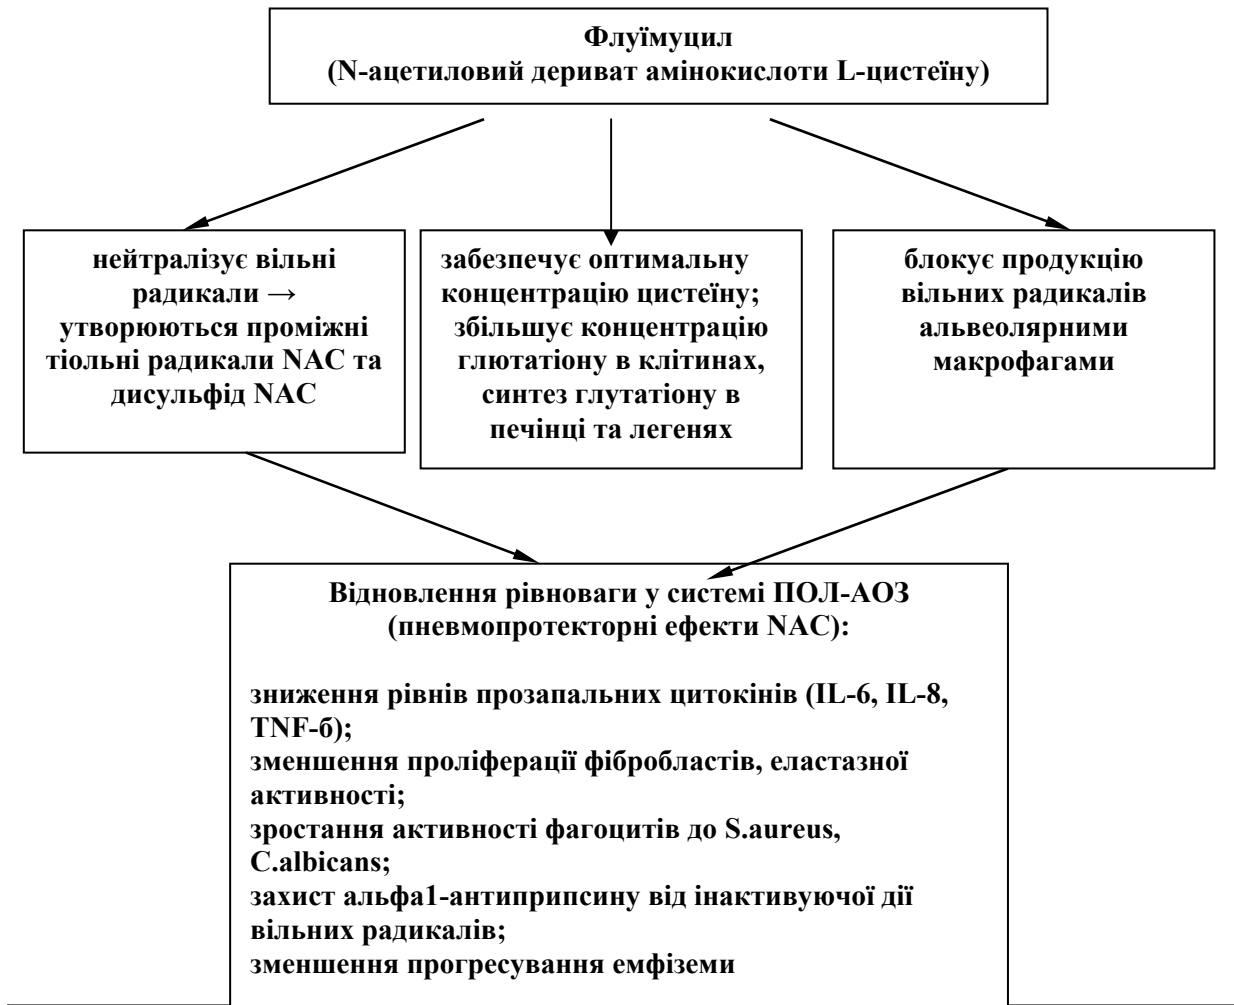 Флуїмуцил
(N-ацетиловий дериват амінокислоти L-цистеїну)
нейтралізує вільні
радикали →
утворюються проміжні
тіольні радикали NAC та
дисульфід NAC
забезпечує оптимальну
концентрацію цистеїну;
збільшує концентрацію
глютатіону в клітинах,
синтез глутатіону в
печінці та легенях
блокує продукцію
вільних радикалів
альвеолярними
макрофагами
Відновлення рівноваги у системі ПОЛ-АОЗ
(пневмопротекторні ефекти NAC):
зниження рівнів прозапальних цитокінів (IL-6, IL-8,
TNF-б);
зменшення проліферації фібробластів, еластазної
активності;
зростання активності фагоцитів до S.aureus,
C.albicans;
захист альфа1-антиприпсину від інактивуючої дії
вільних радикалів;
зменшення прогресування емфіземи